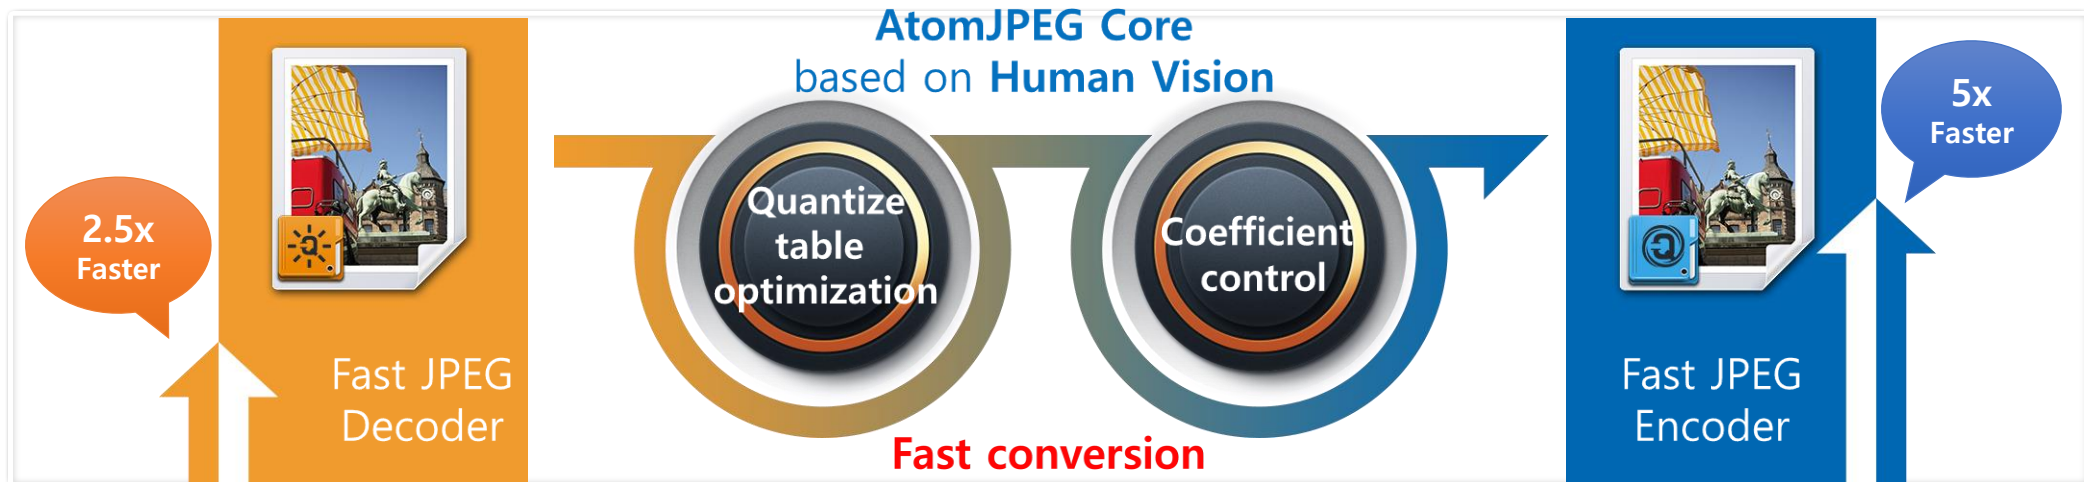 AtomJPEG Core
based on Human Vision
2.5x
Faster
Fast JPEG
Decoder
Quantize
table
optimization
Coefficient
control
Fast conversion
5x
Faster
Fast JPEG
Encoder